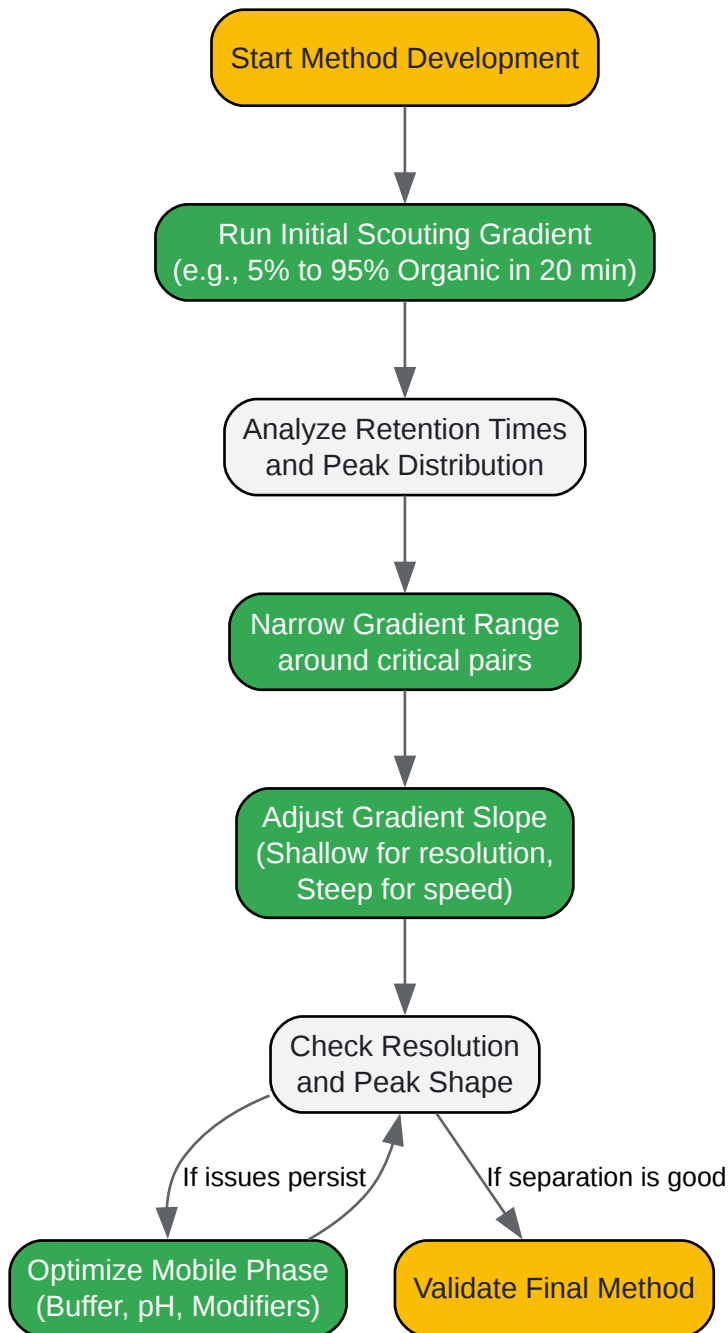 Start Method Development
Run Initial Scouting Gradient
(e.g., 5% to 95% Organic in 20 min)
Analyze Retention Times
and Peak Distribution
Narrow Gradient Range
around critical pairs
Adjust Gradient Slope
(Shallow for resolution,
Steep for speed)
Check Resolution
and Peak Shape
If issues persist
If separation is good
Optimize Mobile Phase
(Buffer, pH, Modifiers)
Validate Final Method